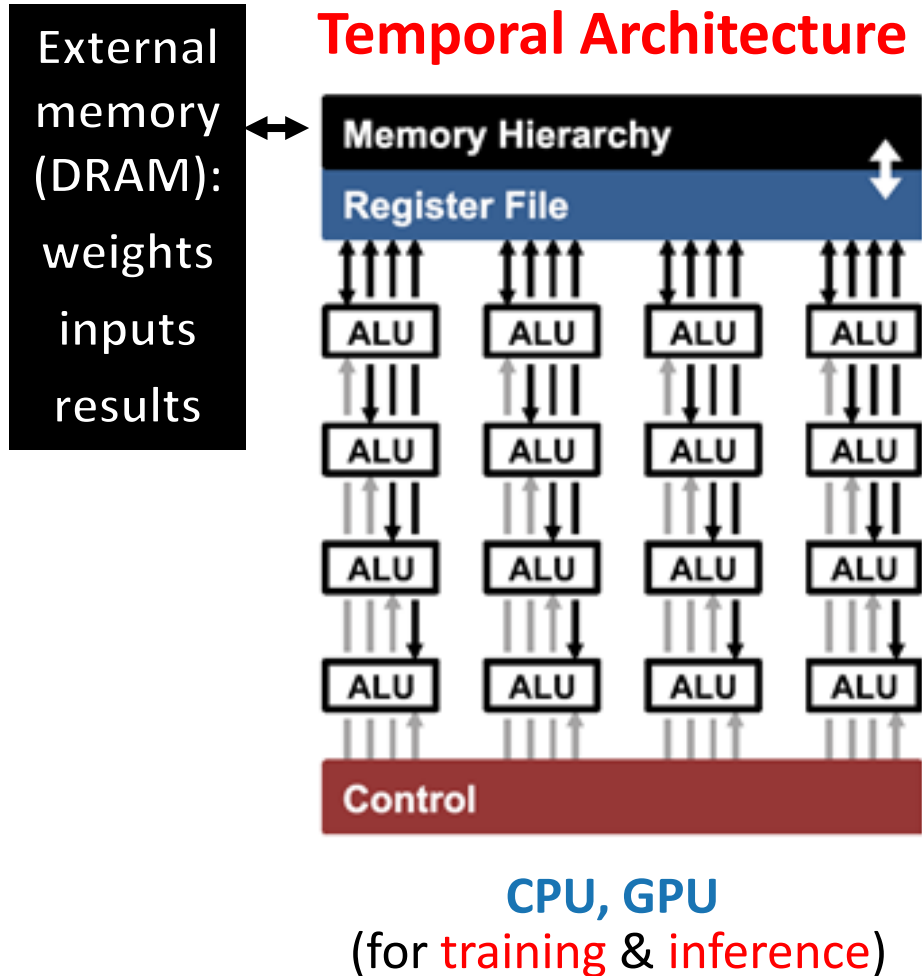 External
memory
(DRAM):
weights
inputs
results
Temporal Architecture
Memory Hierarchy
Register File
ALU ALU ALU ALU
ALU ALU ALU ALU
ALU ALU ALU ALU
ALU ALU ALU ALU
Control
CPU, GPU
(for training & inference)